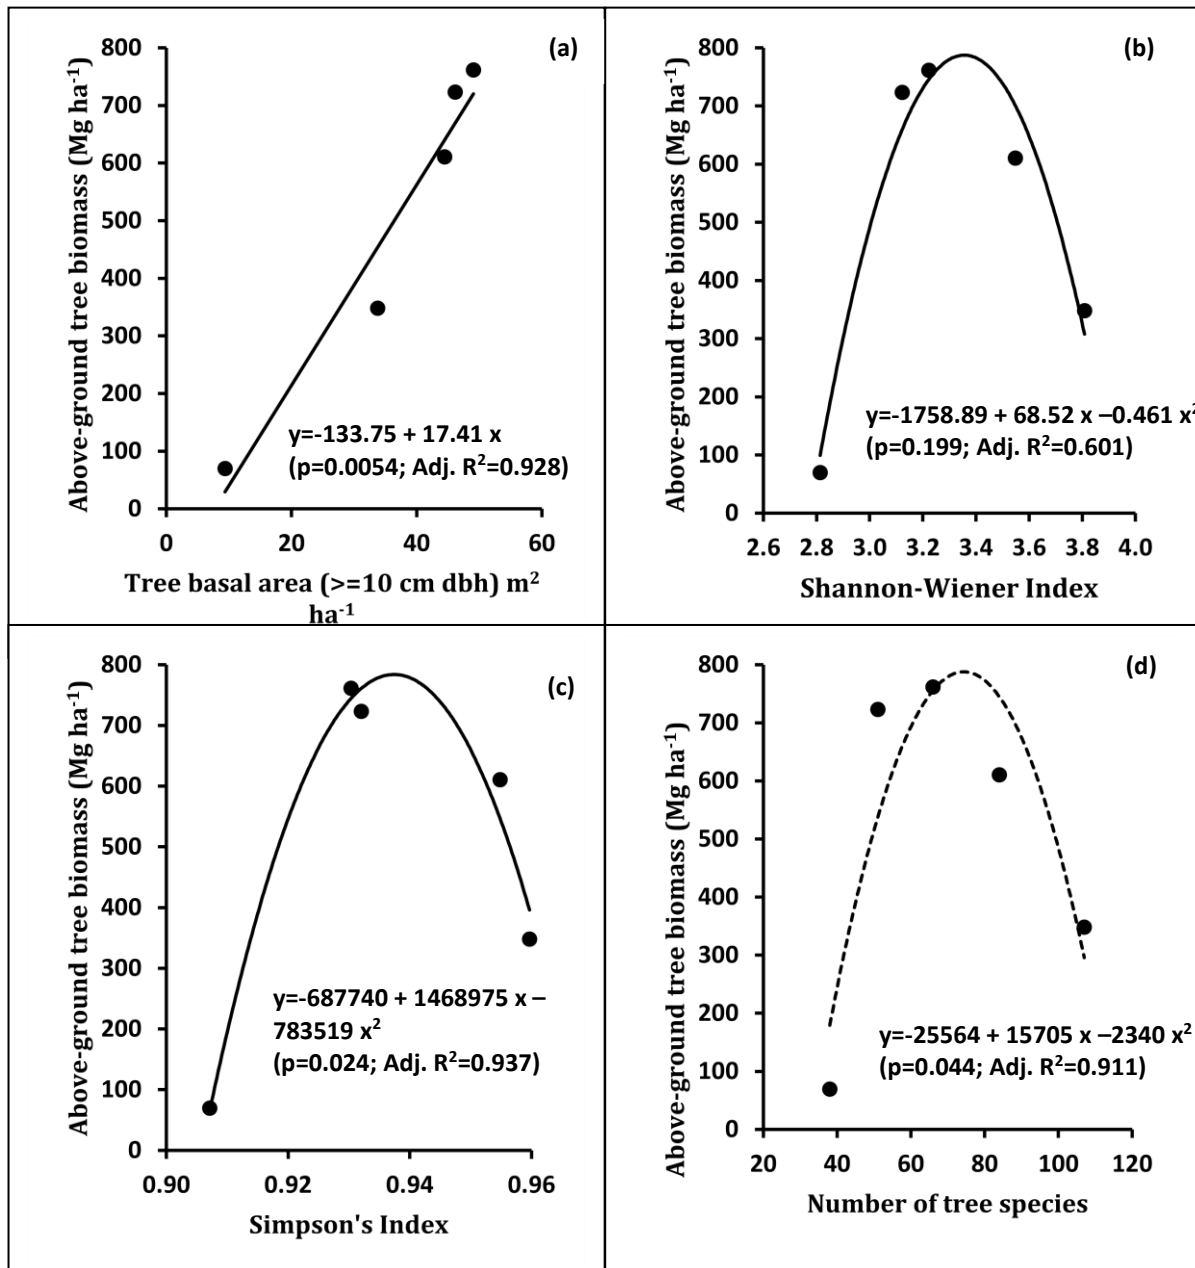 (a)
Above-ground tree biomass (Mg ha⁻¹)
800
700
600
500
400
300
200
100
0
y=-133.75 + 17.41 x
(p=0.0054; Adj. R²=0.928)
0 20 40 60
Tree basal area (>=10 cm dbh) m²
ha⁻¹
(b)
Above-ground tree biomass (Mg ha⁻¹)
800
700
600
500
400
300
200
100
0
y=-1758.89 + 68.52 x –0.461 x²
(p=0.199; Adj. R²=0.601)
2.6 2.8 3.0 3.2 3.4 3.6 3.8 4.0
Shannon-Wiener Index
(c)
Above-ground tree biomass (Mg ha⁻¹)
800
700
600
500
400
300
200
100
0
y=-687740 + 1468975 x –
783519 x²
(p=0.024; Adj. R²=0.937)
0.90 0.92 0.94 0.96
Simpson's Index
(d)
Above-ground tree biomass (Mg ha⁻¹)
800
700
600
500
400
300
200
100
0
y=-25564 + 15705 x –2340 x²
(p=0.044; Adj. R²=0.911)
20 40 60 80 100 120
Number of tree species